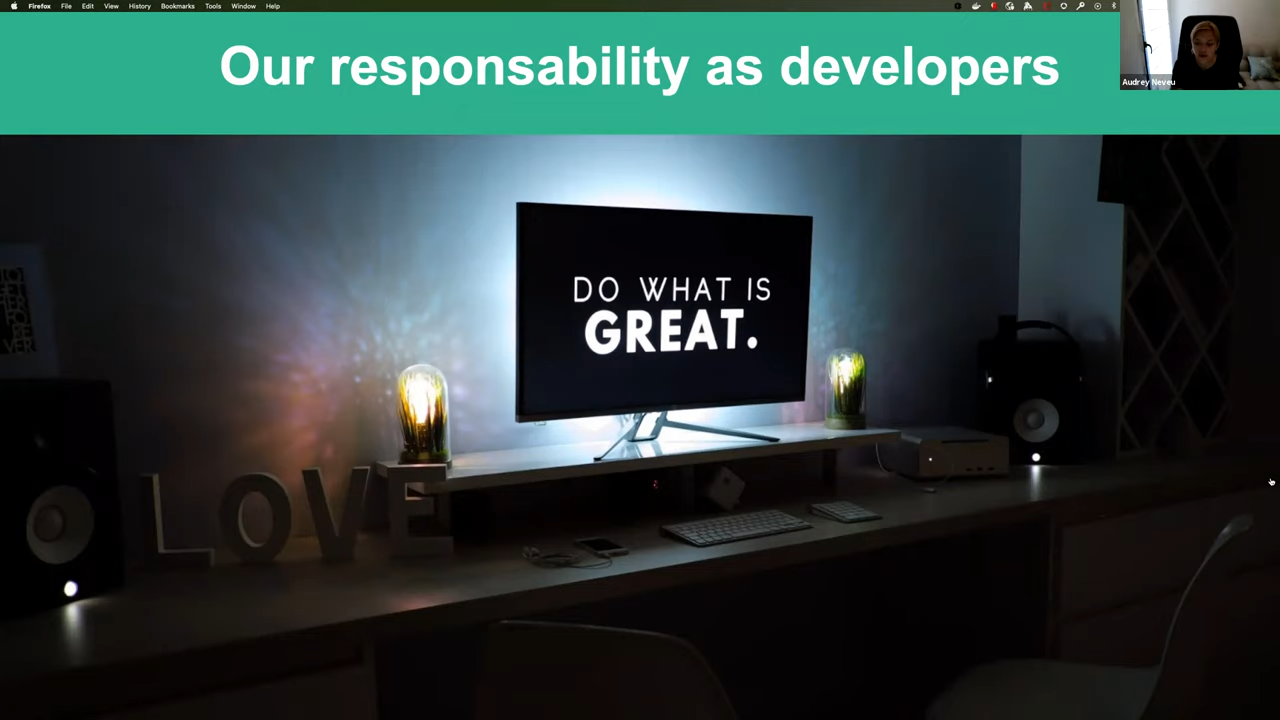 Firefox File Edit View History Bookmarks Tools Window Help
Our responsability as developers
Audrey Neveu
DO WHAT IS
GREAT.
LOVE